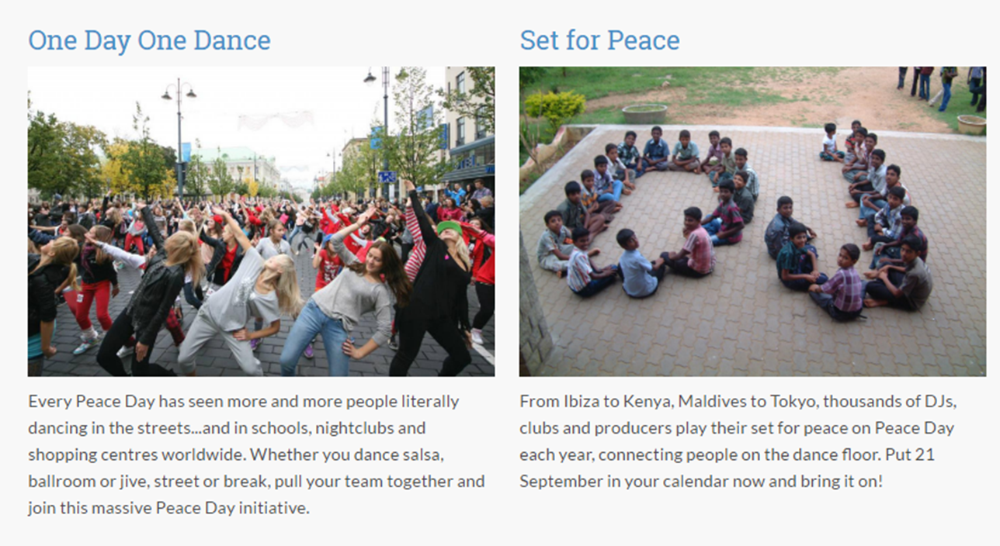 One Day One Dance
Every Peace Day has seen more and more people literally
dancing in the streets...and in schools, nightclubs and
shopping centres worldwide. Whether you dance salsa,
ballroom or jive, street or break, pull your team together and
join this massive Peace Day initiative.
Set for Peace
From Ibiza to Kenya, Maldives to Tokyo, thousands of DJs,
clubs and producers play their set for peace on Peace Day
each year, connecting people on the dance floor. Put 21
September in your calendar now and bring it on!